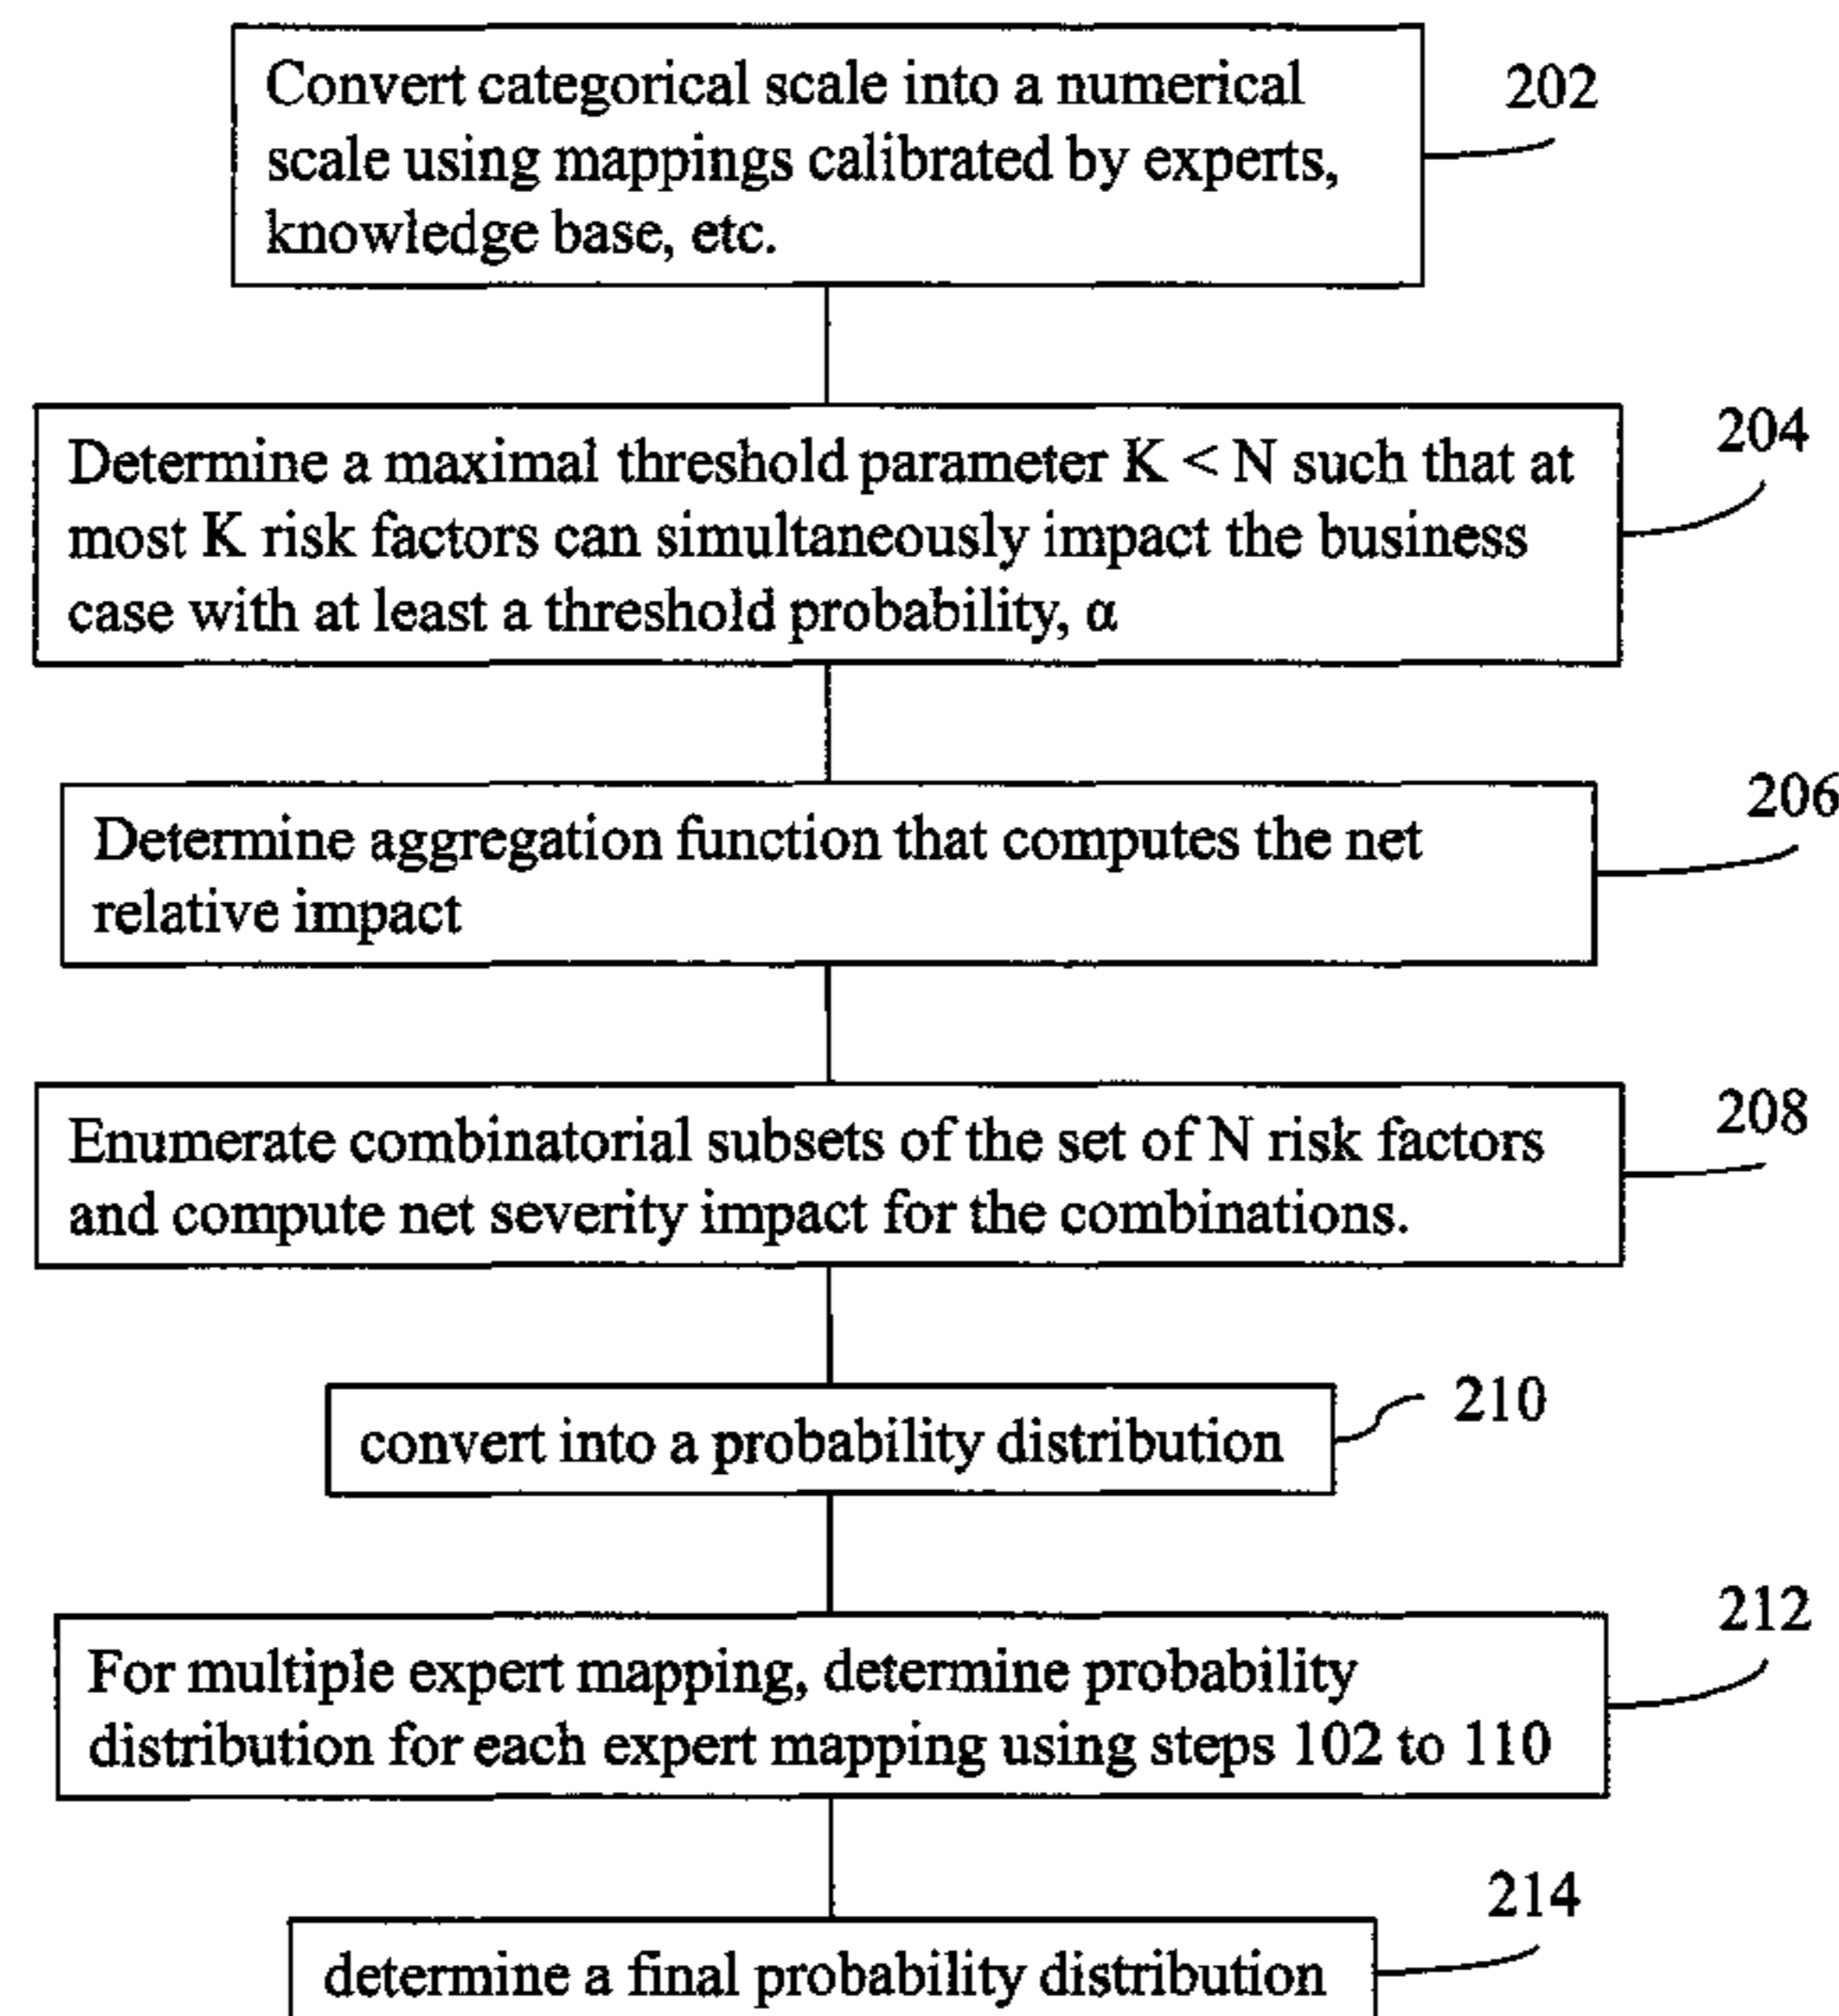 Convert categorical scale into a numerical
scale using mappings calibrated by experts,
knowledge base, etc.
202
Determine a maximal threshold parameter K < N such that at
most K risk factors can simultaneously impact the business
case with at least a threshold probability, α
204
Determine aggregation function that computes the net
relative impact
206
Enumerate combinatorial subsets of the set of N risk factors
and compute net severity impact for the combinations.
208
convert into a probability distribution
210
For multiple expert mapping, determine probability
distribution for each expert mapping using steps 102 to 110
212
determine a final probability distribution
214